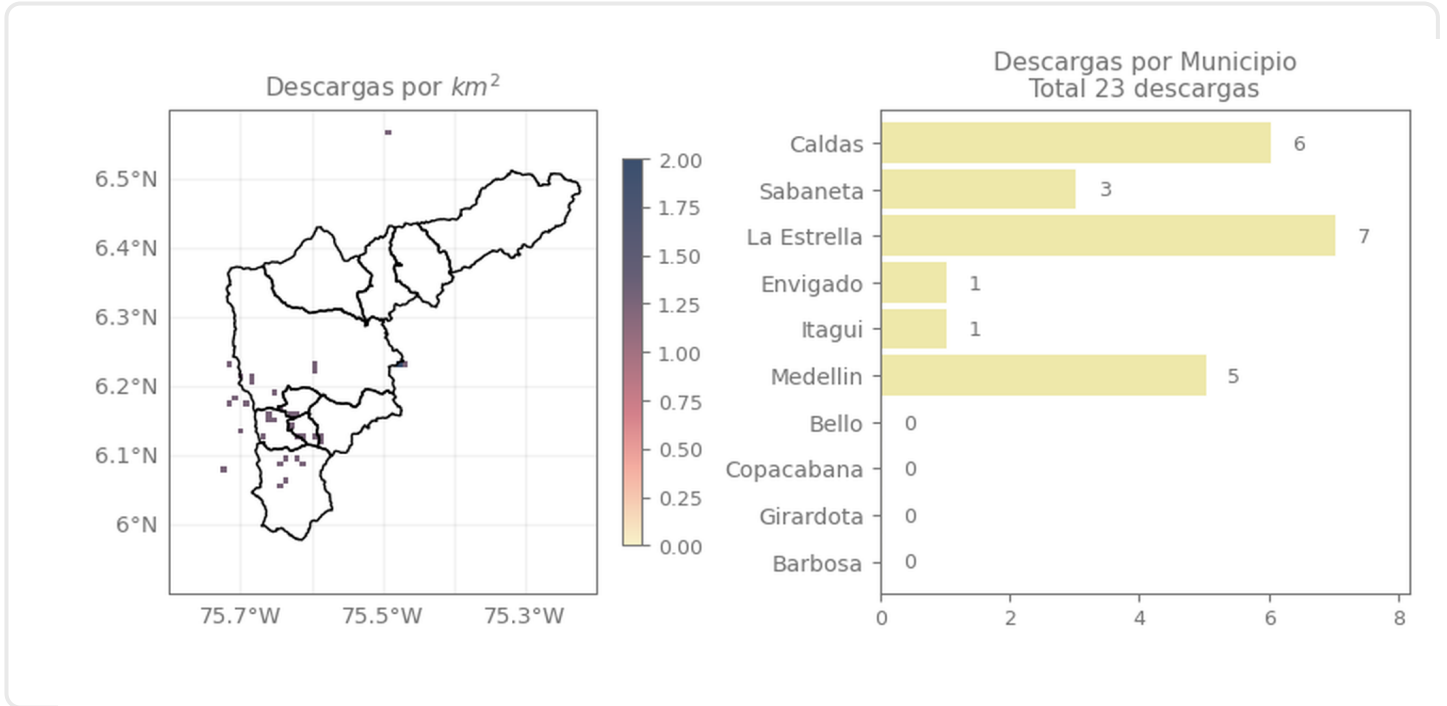 Descargas por km²
6.5°N
6.4°N
6.3°N
6.2°N
6.1°N
6°N
75.7°W 75.5°W 75.3°W
2.00
1.75
1.50
1.25
1.00
0.75
0.50
0.25
0.00
Descargas por Municipio
Total 23 descargas
Caldas 6
Sabaneta 3
La Estrella 7
Envigado 1
Itagui 1
Medellin 5
Bello 0
Copacabana 0
Girardota 0
Barbosa 0
0 2 4 6 8